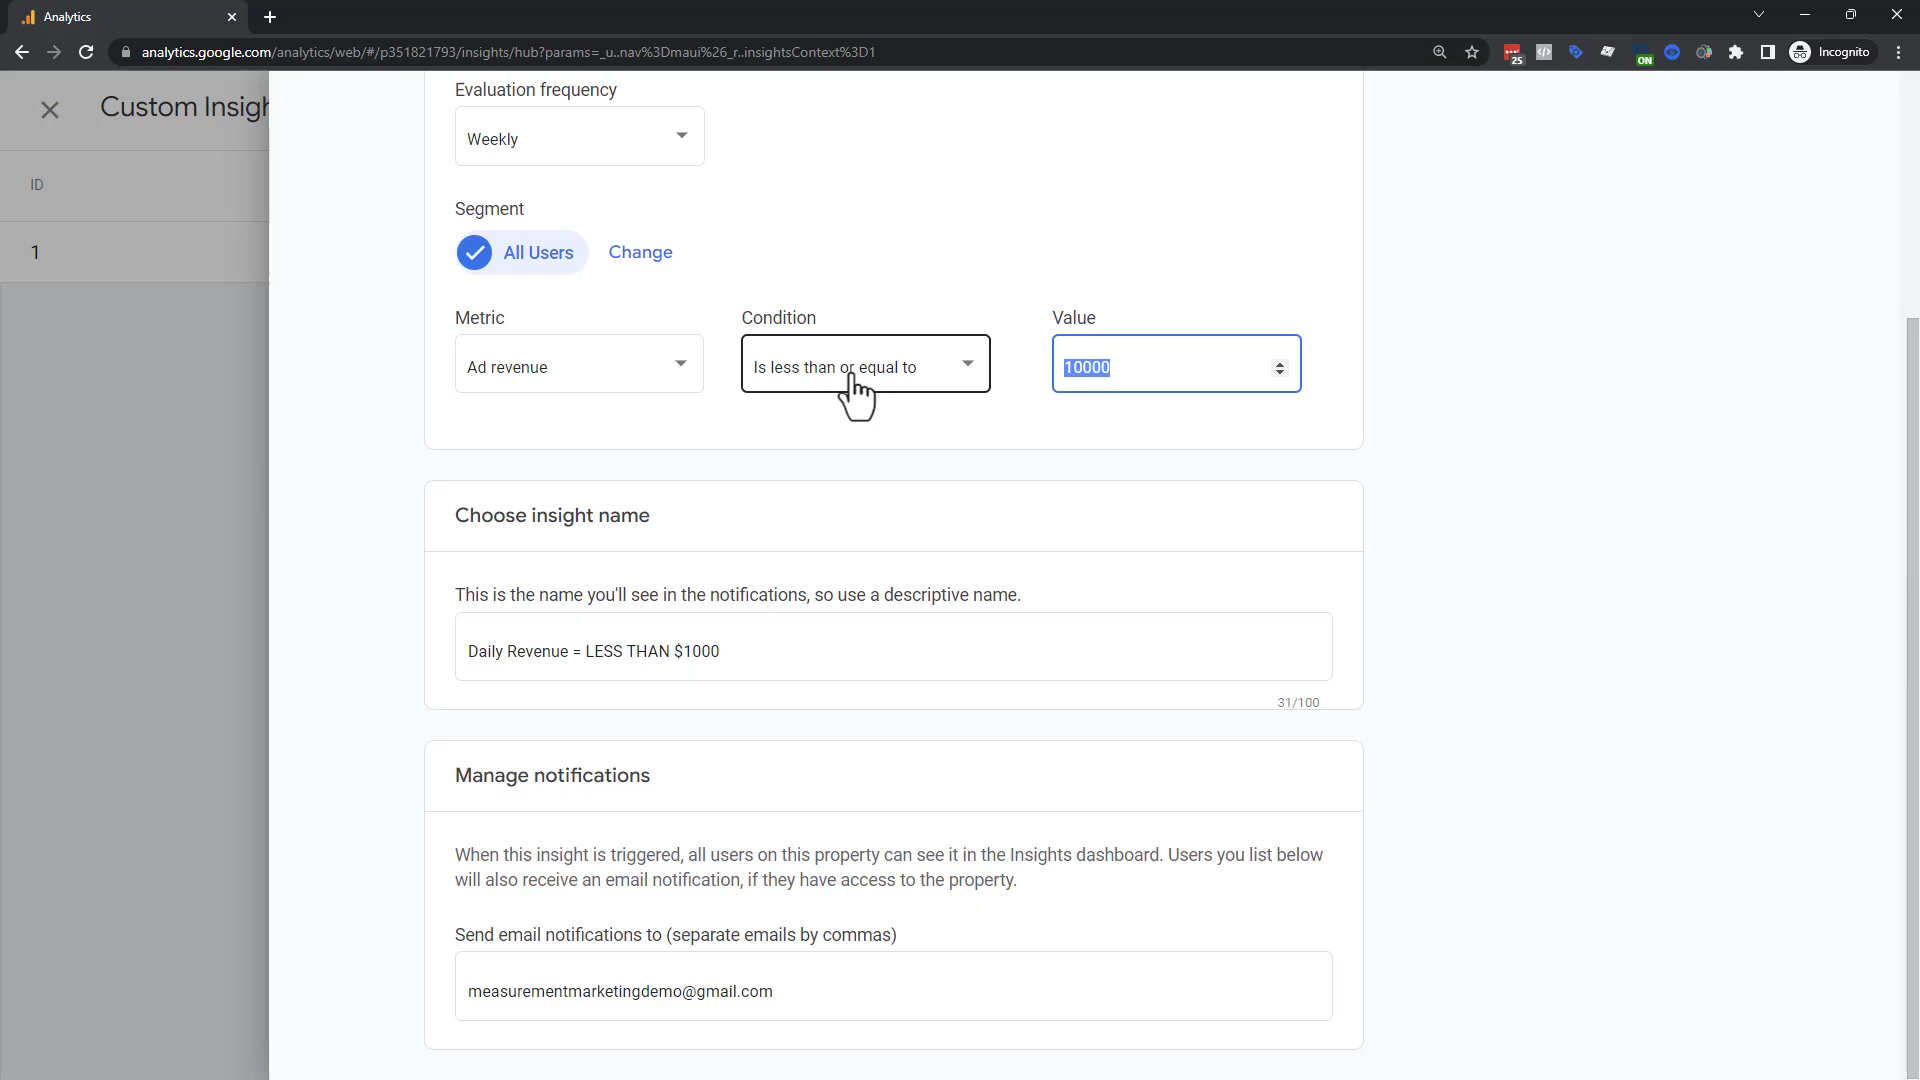 Analytics
analytics.google.com/analytics/web/#/p351821793/insights/hub?params=_u..nav%3Dmaui%26_r..insightsContext%3D1
25
ON
Incognito
Custom Insigh
ID
1
Evaluation frequency
Weekly
Segment
All Users
Change
Metric
Condition
Value
Ad revenue
Is less than or equal to
10000
Choose insight name
This is the name you'll see in the notifications, so use a descriptive name.
Daily Revenue = LESS THAN $1000
31/100
Manage notifications
When this insight is triggered, all users on this property can see it in the Insights dashboard. Users you list below
will also receive an email notification, if they have access to the property.
Send email notifications to (separate emails by commas)
measurementmarketingdemo@gmail.com